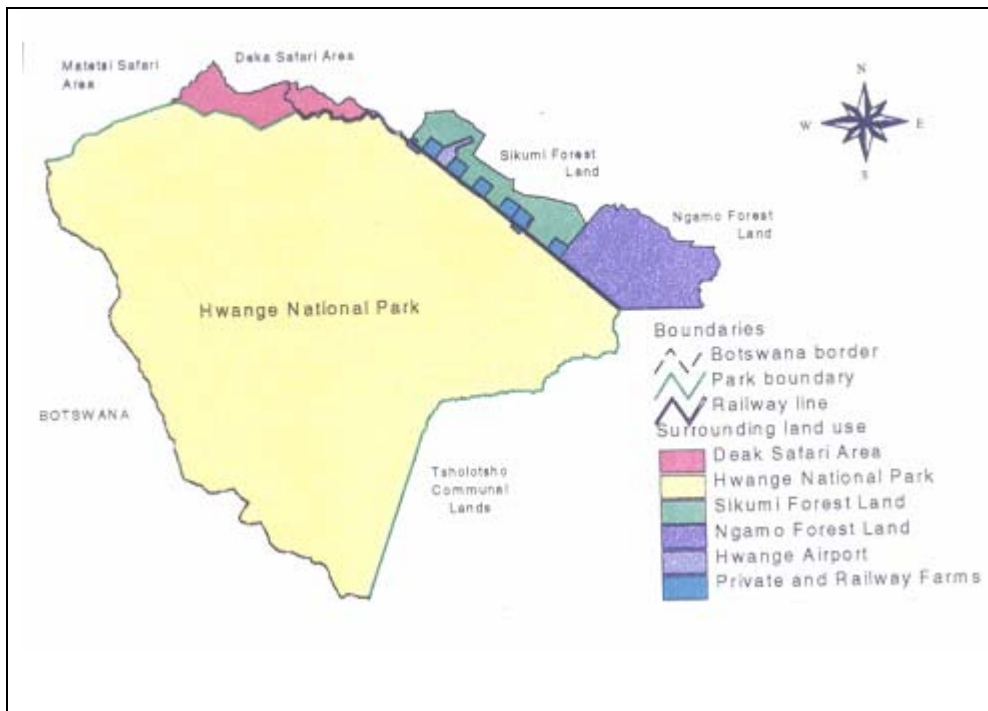 Matetsi Safari
Area
Deka Safari Area
N
W
E
S
Sikumi Forest
Land
Ngamo Forest
Land
Hwange National Park
BOTSWANA
Tsholotsho
Communal
Lands
Boundaries
Botswana border
Park boundary
Railway line
Surrounding land use
Deak Safari Area
Hwange National Park
Sikumi Forest Land
Ngamo Forest Land
Hwange Airport
Private and Railway Farms